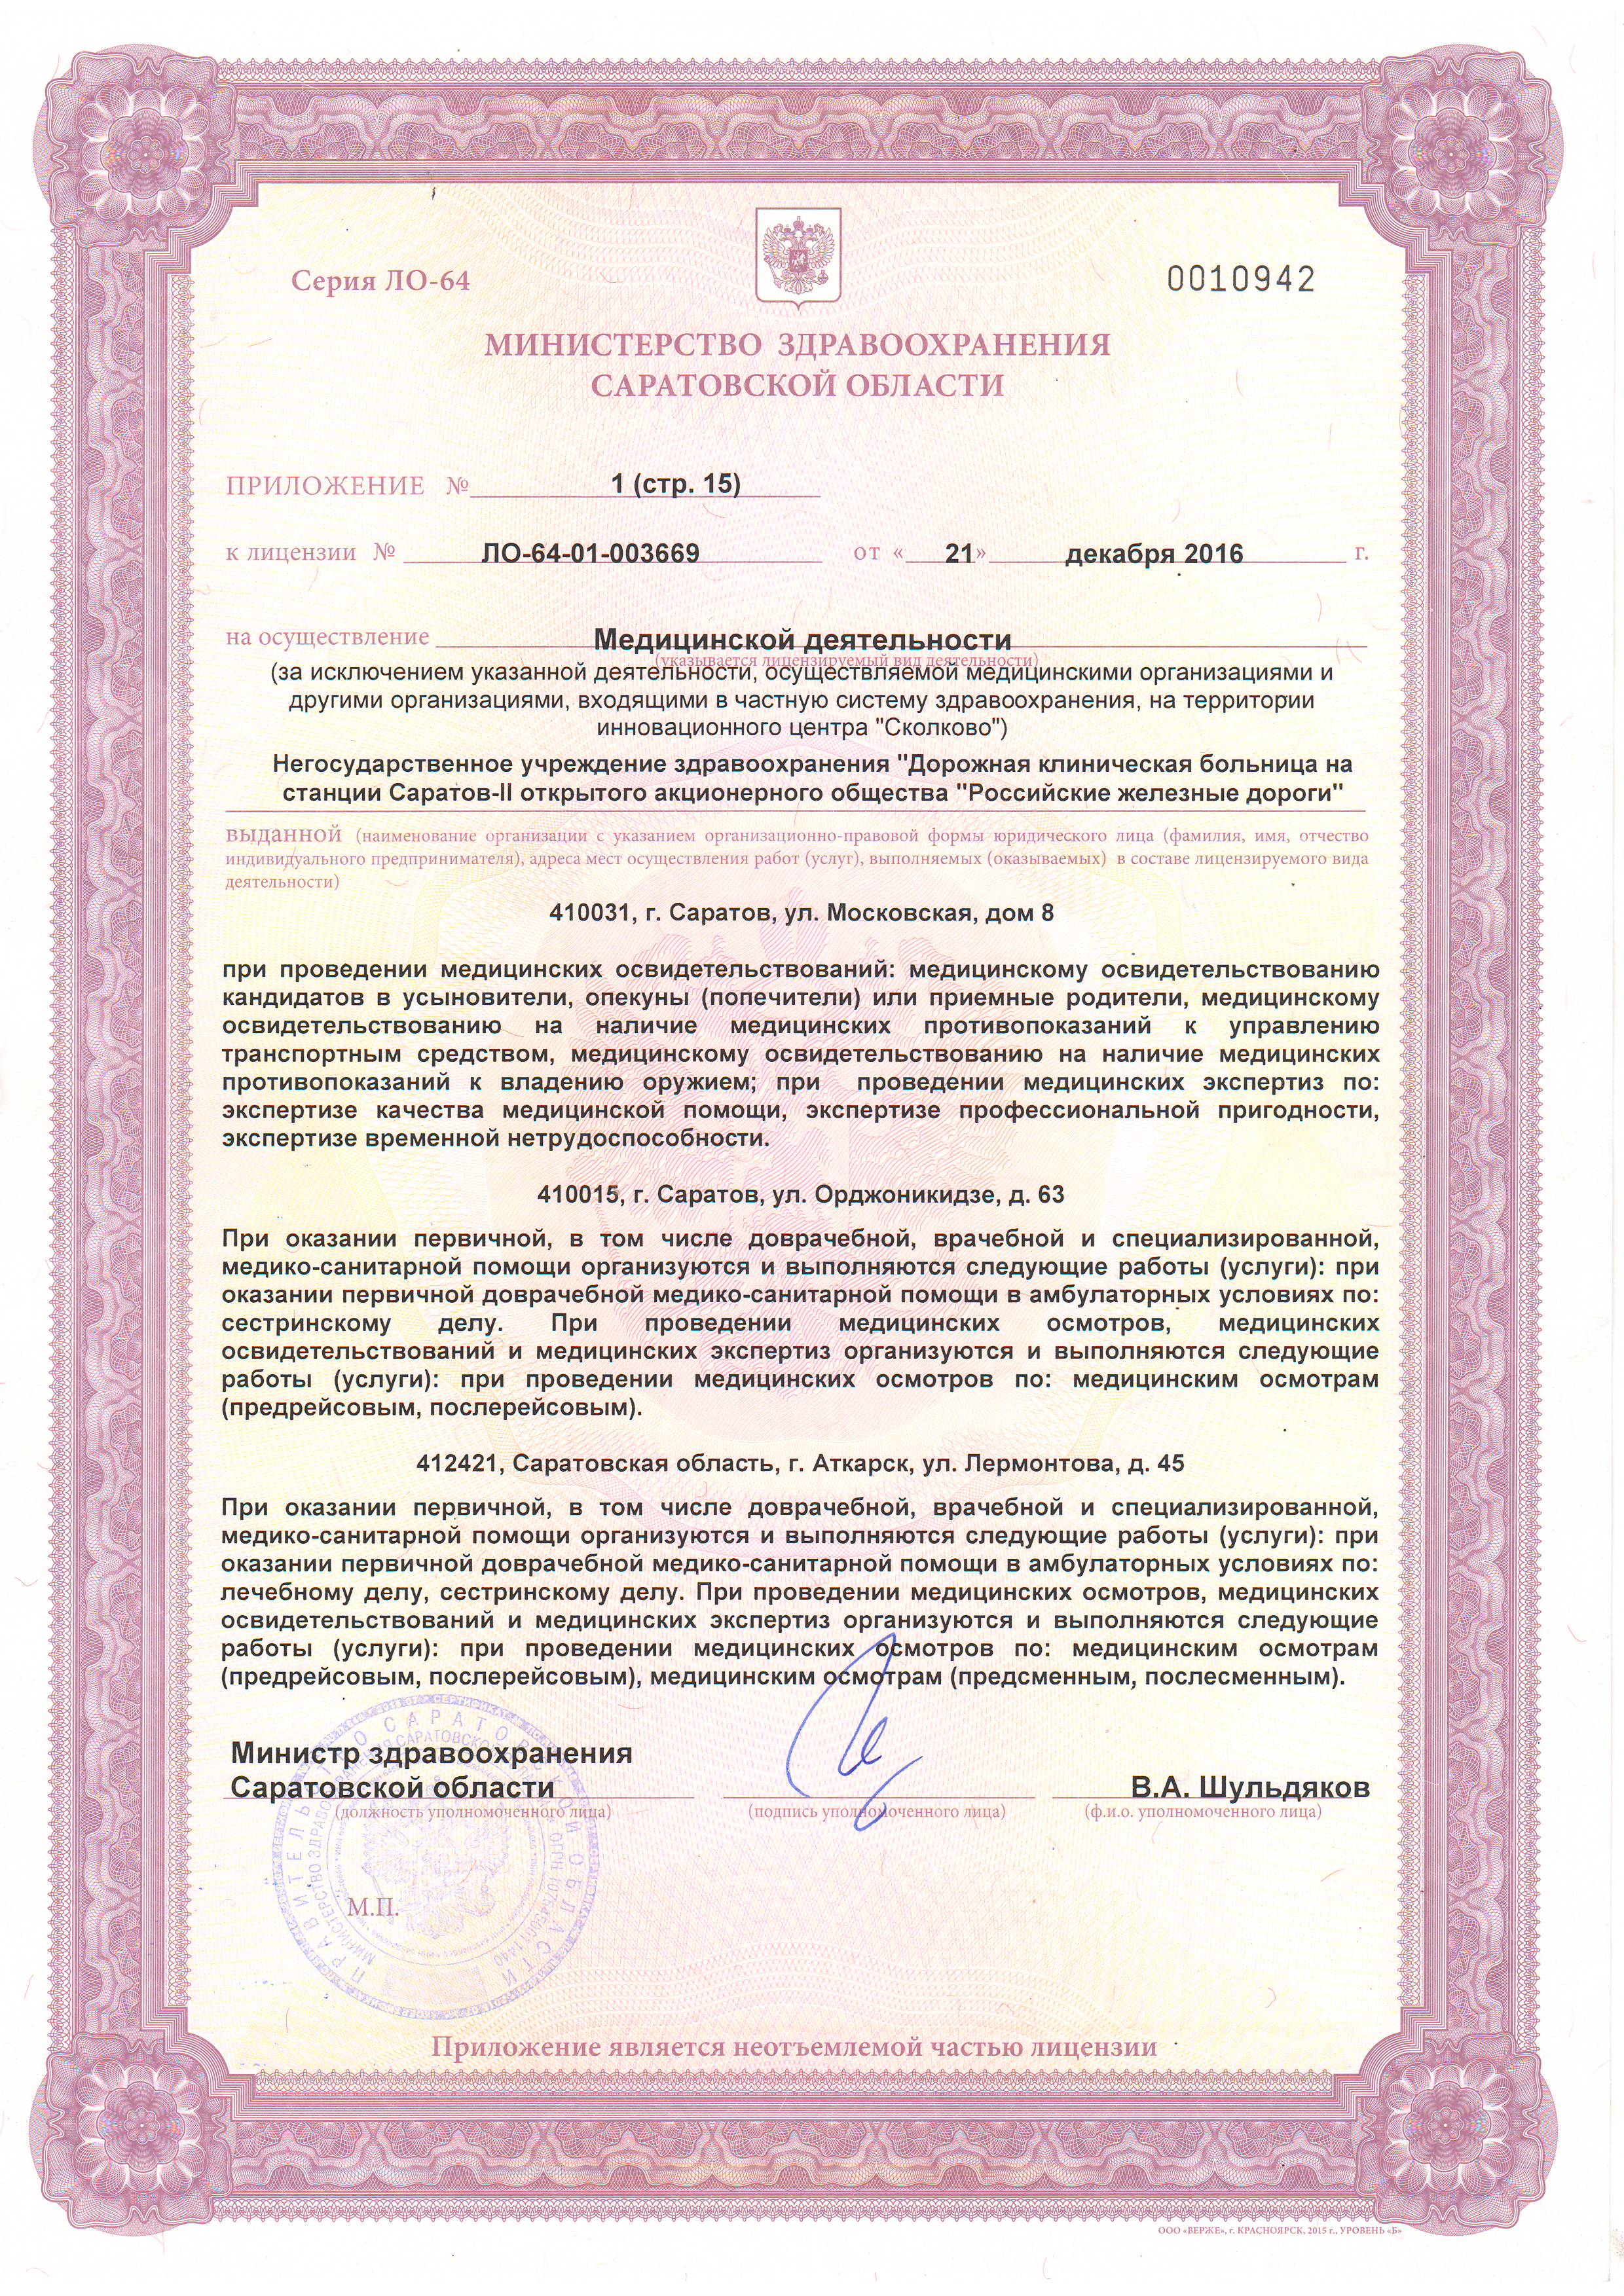 Серия ЛО-64
0010942
МИНИСТЕРСТВО ЗДРАВООХРАНЕНИЯ
САРАТОВСКОЙ ОБЛАСТИ
ПРИЛОЖЕНИЕ № 1 (стр. 15)
к лицензии № ЛО-64-01-003669 от « 21 » декабря 2016 г.
на осуществление Медицинской деятельности
(указывается лицензируемый вид деятельности)
(за исключением указанной деятельности, осуществляемой медицинскими организациями и
другими организациями, входящими в частную систему здравоохранения, на территории
инновационного центра "Сколково")
Негосударственное учреждение здравоохранения "Дорожная клиническая больница на
станции Саратов-II открытого акционерного общества "Российские железные дороги"
выданной (наименование организации с указанием организационно-правовой формы юридического лица (фамилия, имя, отчество
индивидуального предпринимателя), адреса мест осуществления работ (услуг), выполняемых (оказываемых) в составе лицензируемого вида
деятельности)
410031, г. Саратов, ул. Московская, дом 8
при проведении медицинских освидетельствований: медицинскому освидетельствованию
кандидатов в усыновители, опекуны (попечители) или приемные родители, медицинскому
освидетельствованию на наличие медицинских противопоказаний к управлению
транспортным средством, медицинскому освидетельствованию на наличие медицинских
противопоказаний к владению оружием; при проведении медицинских экспертиз по:
экспертизе качества медицинской помощи, экспертизе профессиональной пригодности,
экспертизе временной нетрудоспособности.
410015, г. Саратов, ул. Орджоникидзе, д. 63
При оказании первичной, в том числе доврачебной, врачебной и специализированной,
медико-санитарной помощи организуются и выполняются следующие работы (услуги): при
оказании первичной доврачебной медико-санитарной помощи в амбулаторных условиях по:
сестринскому делу. При проведении медицинских осмотров, медицинских
освидетельствований и медицинских экспертиз организуются и выполняются следующие
работы (услуги): при проведении медицинских осмотров по: медицинским осмотрам
(предрейсовым, послерейсовым).
412421, Саратовская область, г. Аткарск, ул. Лермонтова, д. 45
При оказании первичной, в том числе доврачебной, врачебной и специализированной,
медико-санитарной помощи организуются и выполняются следующие работы (услуги): при
оказании первичной доврачебной медико-санитарной помощи в амбулаторных условиях по:
лечебному делу, сестринскому делу. При проведении медицинских осмотров, медицинских
освидетельствований и медицинских экспертиз организуются и выполняются следующие
работы (услуги): при проведении медицинских осмотров по: медицинским осмотрам
(предрейсовым, послерейсовым), медицинским осмотрам (предсменным, послесменным).
Министр здравоохранения
Саратовской области
В.А. Шульдяков
(должность уполномоченного лица)
(подпись уполномоченного лица)
(ф.и.о. уполномоченного лица)
ПРАВИТЕЛЬСТВО САРАТОВСКОЙ ОБЛАСТИ
М.П.
Приложение является неотъемлемой частью лицензии
ООО «ВЕРЖЕ», г. КРАСНОЯРСК, 2015 г., УРОВЕНЬ «Б»